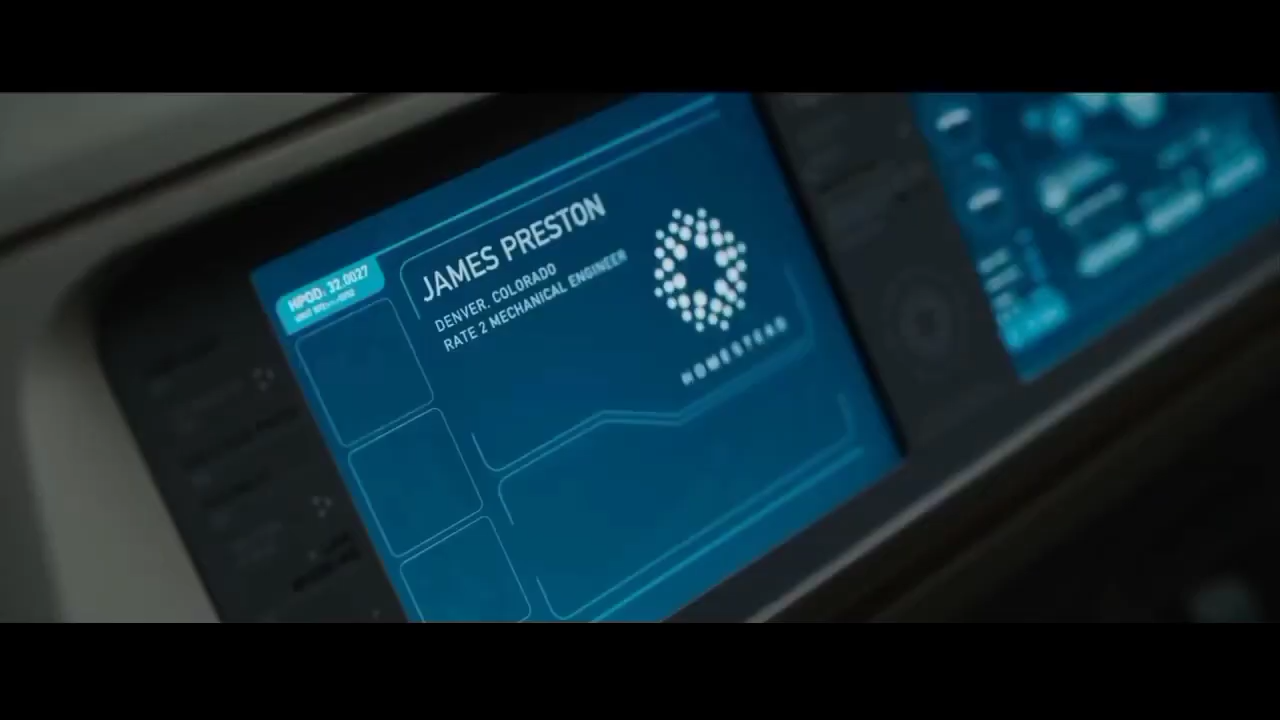 HPOD: 32.0027
JAMES PRESTON
DENVER, COLORADO
RATE 2 MECHANICAL ENGINEER
HOMESTEAD